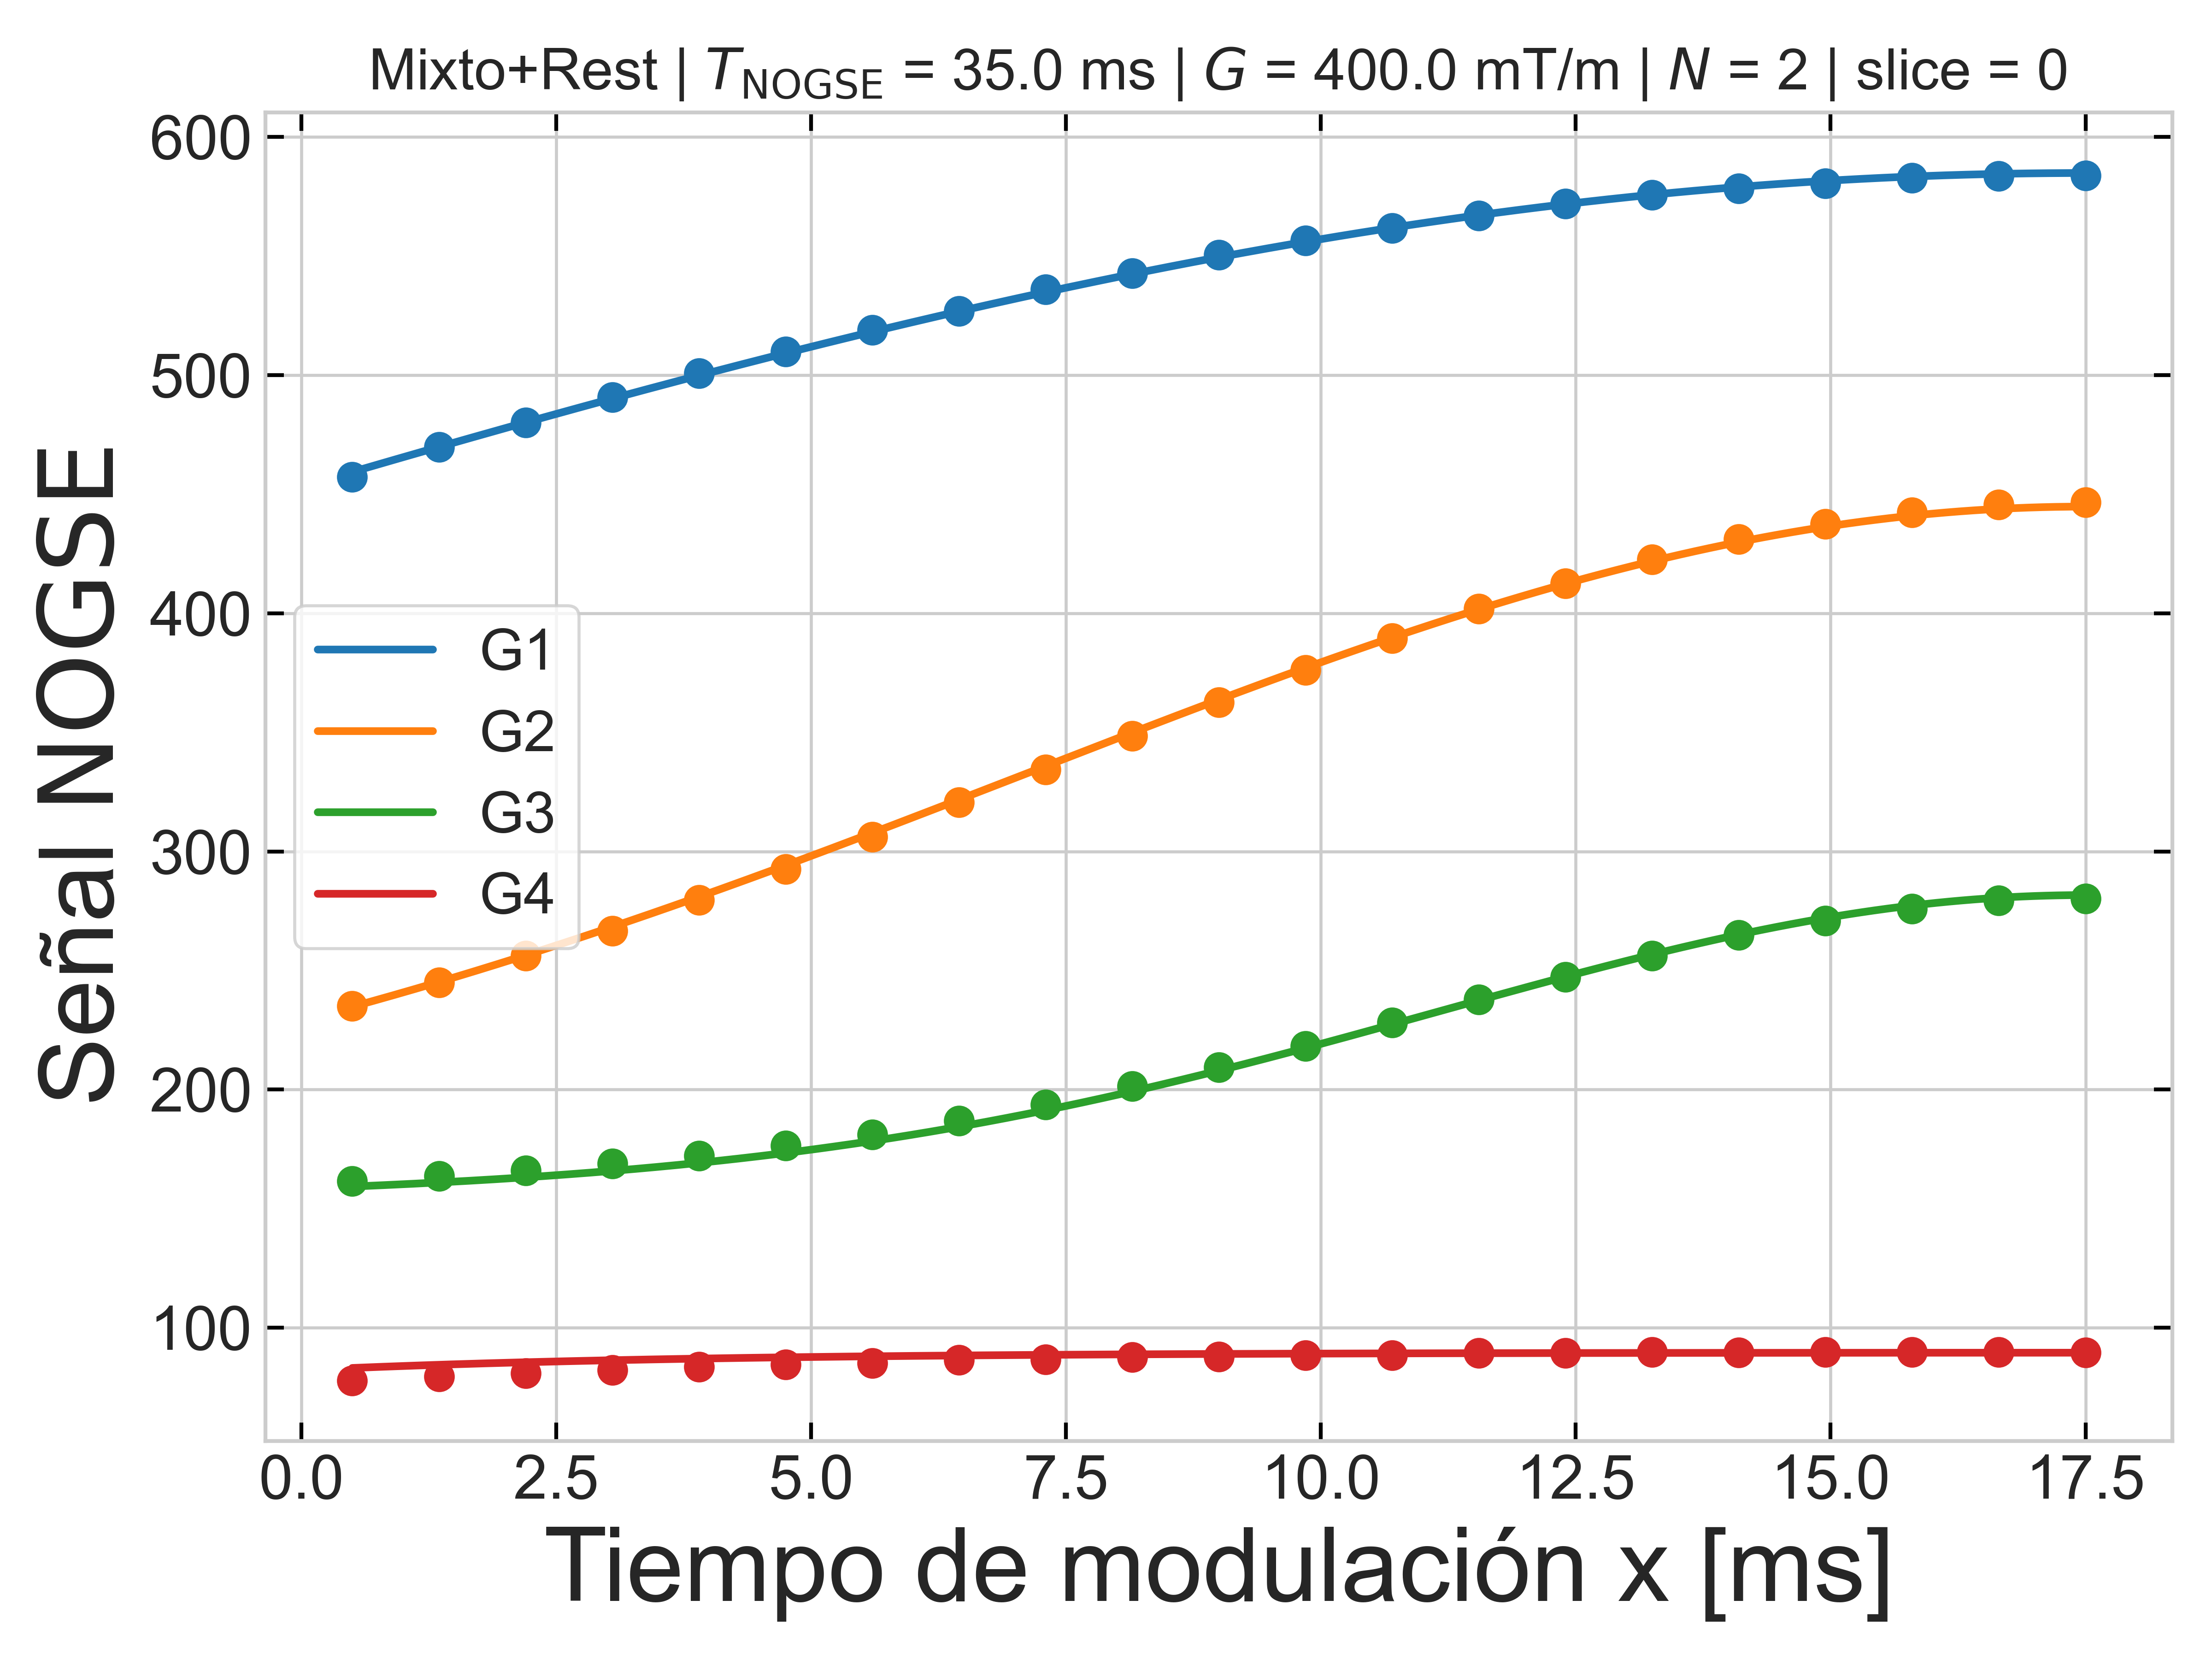 Mixto+Rest | T_NOGSE = 35.0 ms | G = 400.0 mT/m | N = 2 | slice = 0
Señal NOGSE
600
500
400
300
200
100
G1
G2
G3
G4
0.0 2.5 5.0 7.5 10.0 12.5 15.0 17.5
Tiempo de modulación x [ms]